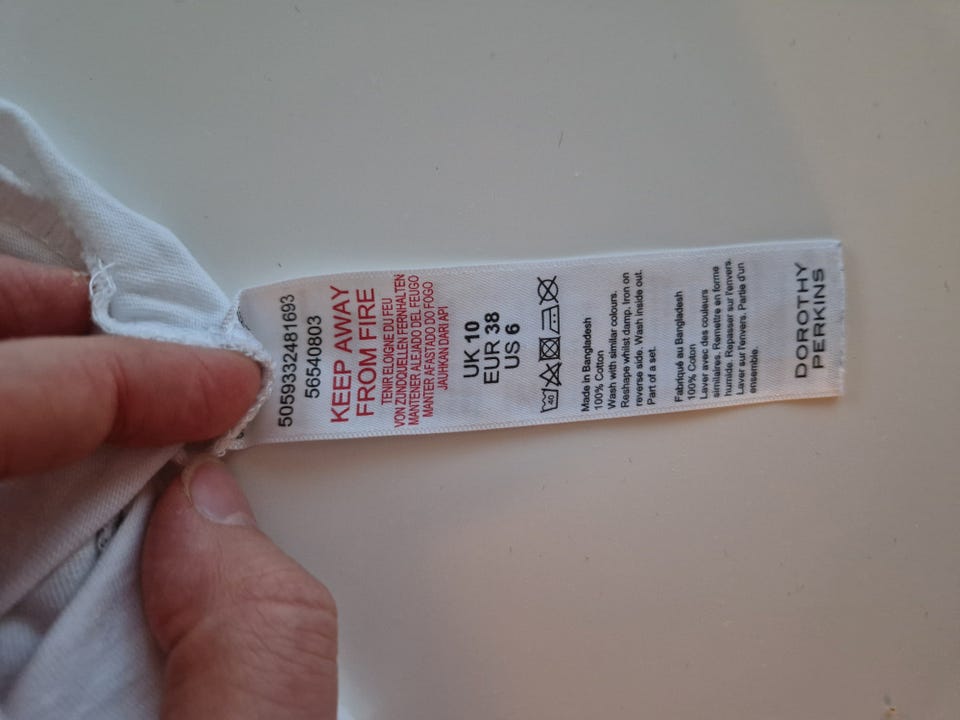 5059332481693
56540803
KEEP AWAY
FROM FIRE
TENIR ELOIGNE DU FEU
VON ZUNDQUELLEN FERNHALTEN
MANTENER ALEJADO DEL FEUGO
MANTER AFASTADO DO FOGO
JAUHKAN DARI API
UK 10
EUR 38
US 6
40
Made in Bangladesh
100% Cotton
Wash with similar colours.
Reshape whilst damp. Iron on
reverse side. Wash inside out.
Part of a set.
Fabriqué au Bangladesh
100% Coton
Laver avec des couleurs
similaires. Remettre en forme
humide. Repasser sur l'envers.
Laver sur l'envers. Partie d'un
ensemble.
DOROTHY
PERKINS